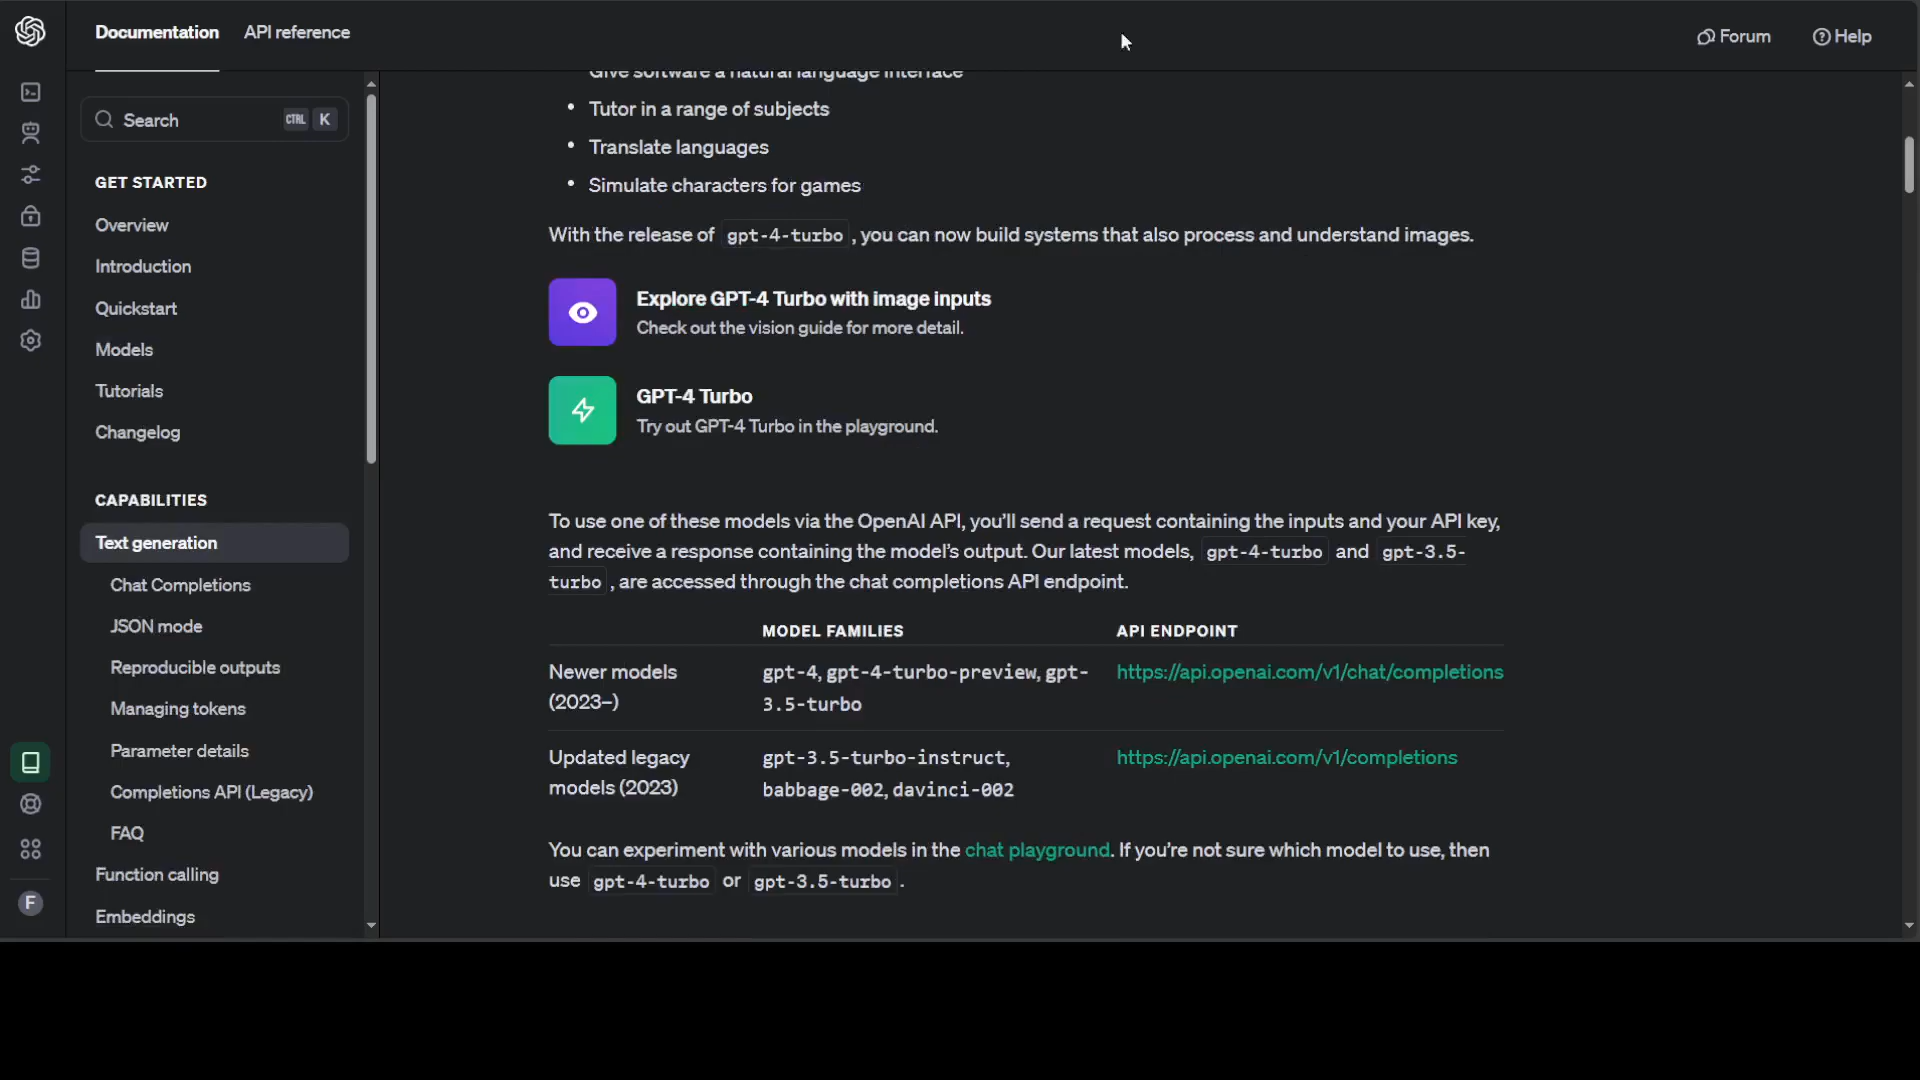 Documentation
API reference
Forum
Help
Search
CTRL K
GET STARTED
Overview
Introduction
Quickstart
Models
Tutorials
Changelog
CAPABILITIES
Text generation
Chat Completions
JSON mode
Reproducible outputs
Managing tokens
Parameter details
Completions API (Legacy)
FAQ
Function calling
Embeddings
F
Give software a natural language interface
• Tutor in a range of subjects
• Translate languages
• Simulate characters for games
With the release of gpt-4-turbo, you can now build systems that also process and understand images.
Explore GPT-4 Turbo with image inputs
Check out the vision guide for more detail.
GPT-4 Turbo
Try out GPT-4 Turbo in the playground.
To use one of these models via the OpenAI API, you’ll send a request containing the inputs and your API key,
and receive a response containing the model’s output. Our latest models, gpt-4-turbo and gpt-3.5-
turbo, are accessed through the chat completions API endpoint.
MODEL FAMILIES
API ENDPOINT
Newer models
(2023–)
gpt-4, gpt-4-turbo-preview, gpt-
3.5-turbo
https://api.openai.com/v1/chat/completions
Updated legacy
models (2023)
gpt-3.5-turbo-instruct,
babbage-002, davinci-002
https://api.openai.com/v1/completions
You can experiment with various models in the chat playground. If you’re not sure which model to use, then
use gpt-4-turbo or gpt-3.5-turbo.